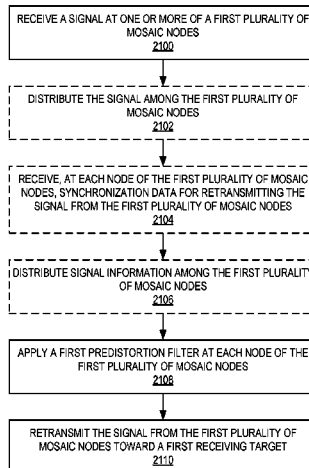 RECEIVE A SIGNAL AT ONE OR MORE OF A FIRST PLURALITY OF
MOSAIC NODES
2100
DISTRIBUTE THE SIGNAL AMONG THE FIRST PLURALITY OF
MOSAIC NODES
2102
RECEIVE, AT EACH NODE OF THE FIRST PLURALITY OF MOSAIC
NODES, SYNCHRONIZATION DATA FOR RETRANSMITTING THE
SIGNAL FROM THE FIRST PLURALITY OF MOSAIC NODES
2104
DISTRIBUTE SIGNAL INFORMATION AMONG THE FIRST PLURALITY
OF MOSAIC NODES
2106
APPLY A FIRST PREDISTORTION FILTER AT EACH NODE OF THE
FIRST PLURALITY OF MOSAIC NODES
2108
RETRANSMIT THE SIGNAL FROM THE FIRST PLURALITY OF
MOSAIC NODES TOWARD A FIRST RECEIVING TARGET
2110